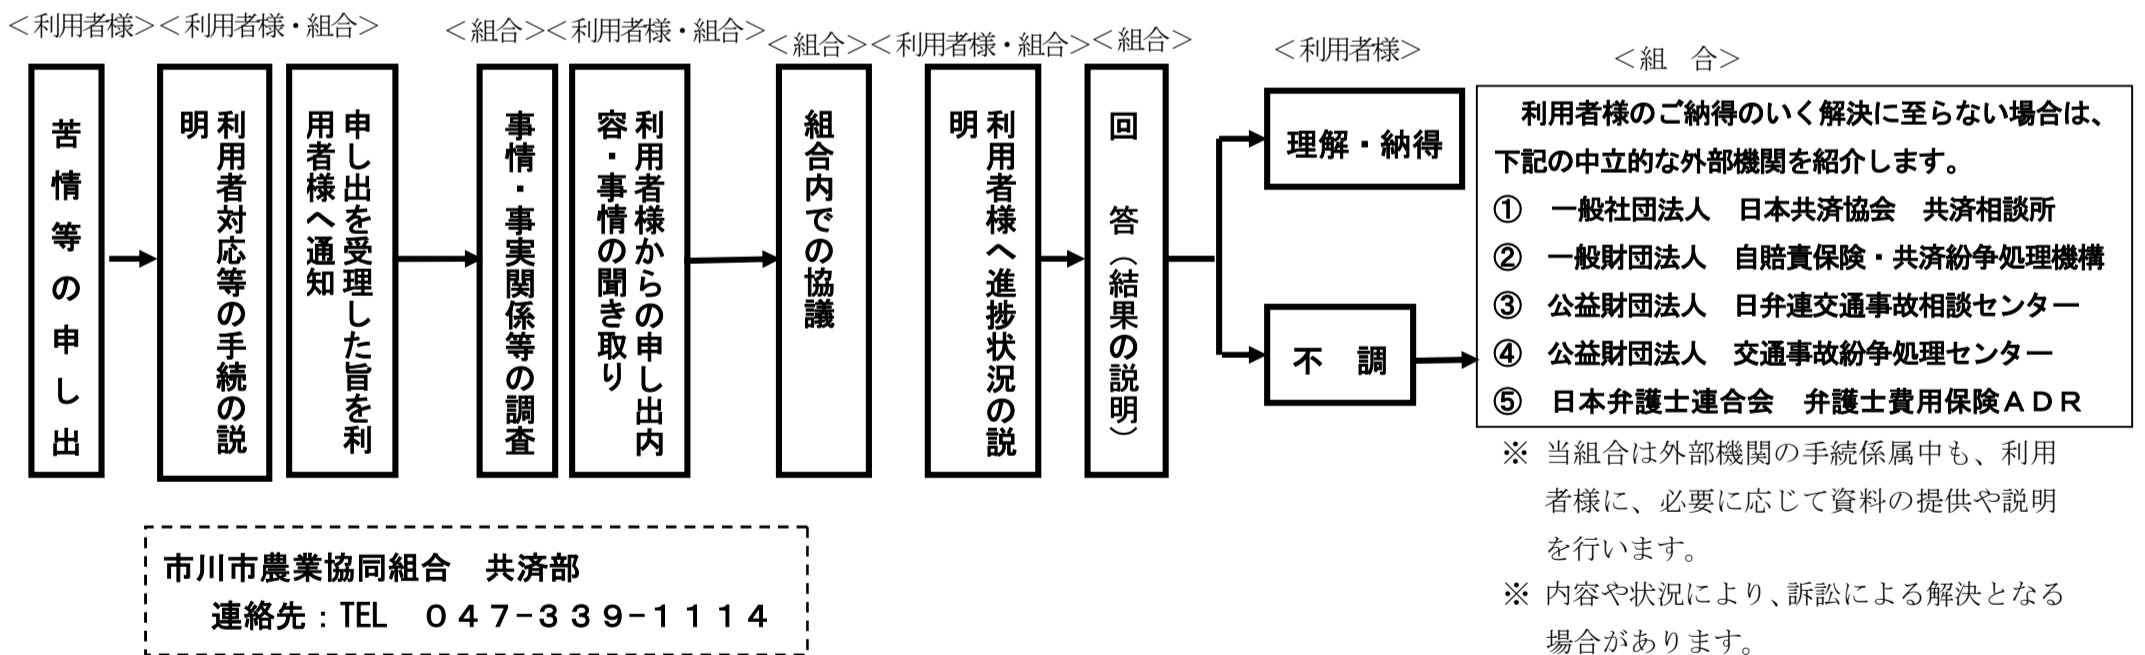 ＜利用者様＞
＜利用者様・組合＞
＜組合＞
＜利用者様・組合＞
＜組合＞
＜利用者様・組合＞
＜組合＞
＜利用者様＞
＜組　合＞
苦情等の申し出
利用者対応等の手続の説
明
申し出を受理した旨を利
用者様へ通知
事情・事実関係等の調査
利用者様からの申し出内
容・事情の聞き取り
組合内での協議
利用者様へ進捗状況の説
明
回　答（結果の説明）
理解・納得
不　調
利用者様のご納得のいく解決に至らない場合は、
下記の中立的な外部機関を紹介します。
①　一般社団法人　日本共済協会　共済相談所
②　一般財団法人　自賠責保険・共済紛争処理機構
③　公益財団法人　日弁連交通事故相談センター
④　公益財団法人　交通事故紛争処理センター
⑤　日本弁護士連合会　弁護士費用保険ＡＤＲ
※ 当組合は外部機関の手続係属中も、利用
者様に、必要に応じて資料の提供や説明
を行います。
※ 内容や状況により、訴訟による解決となる
場合があります。
市川市農業協同組合　共済部
連絡先：TEL　０４７−３３９−１１１４